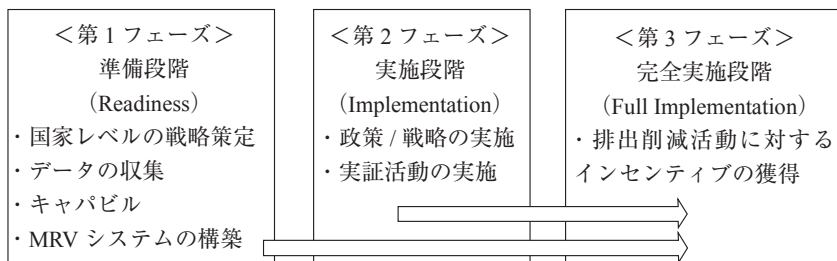 ＜第1フェーズ＞
準備段階
（Readiness）
・国家レベルの戦略策定
・データの収集
・キャパビル
・MRV システムの構築
＜第2フェーズ＞
実施段階
（Implementation）
・政策 / 戦略の実施
・実証活動の実施
＜第3フェーズ＞
完全実施段階
（Full Implementation）
・排出削減活動に対する
インセンティブの獲得